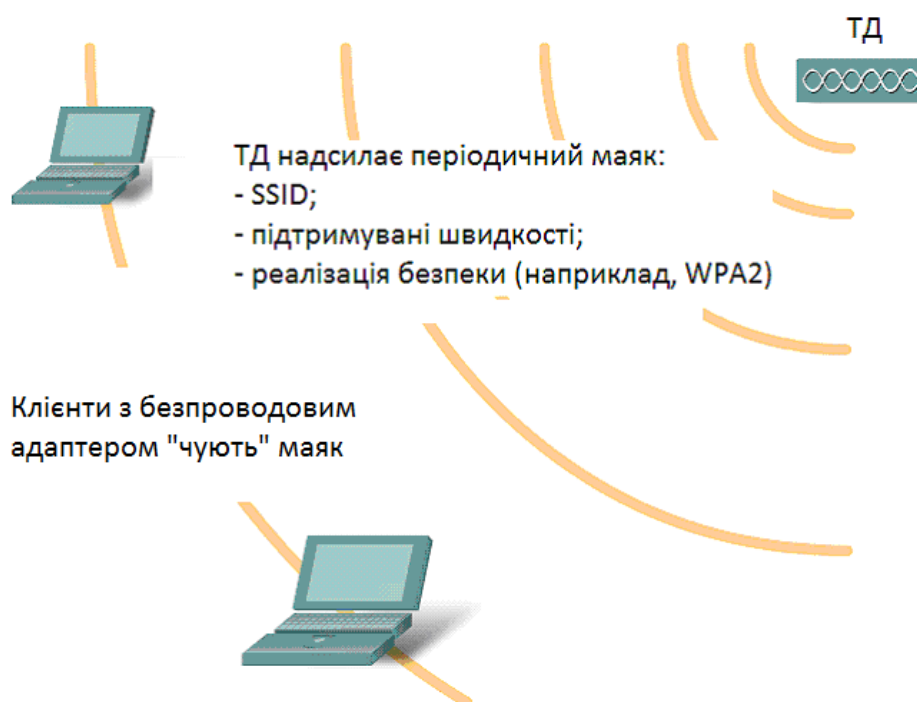 ТД
ТД надсилає періодичний маяк:
- SSID;
- підтримувані швидкості;
- реалізація безпеки (наприклад, WPA2)
Клієнти з безпроводовим
адаптером "чують" маяк